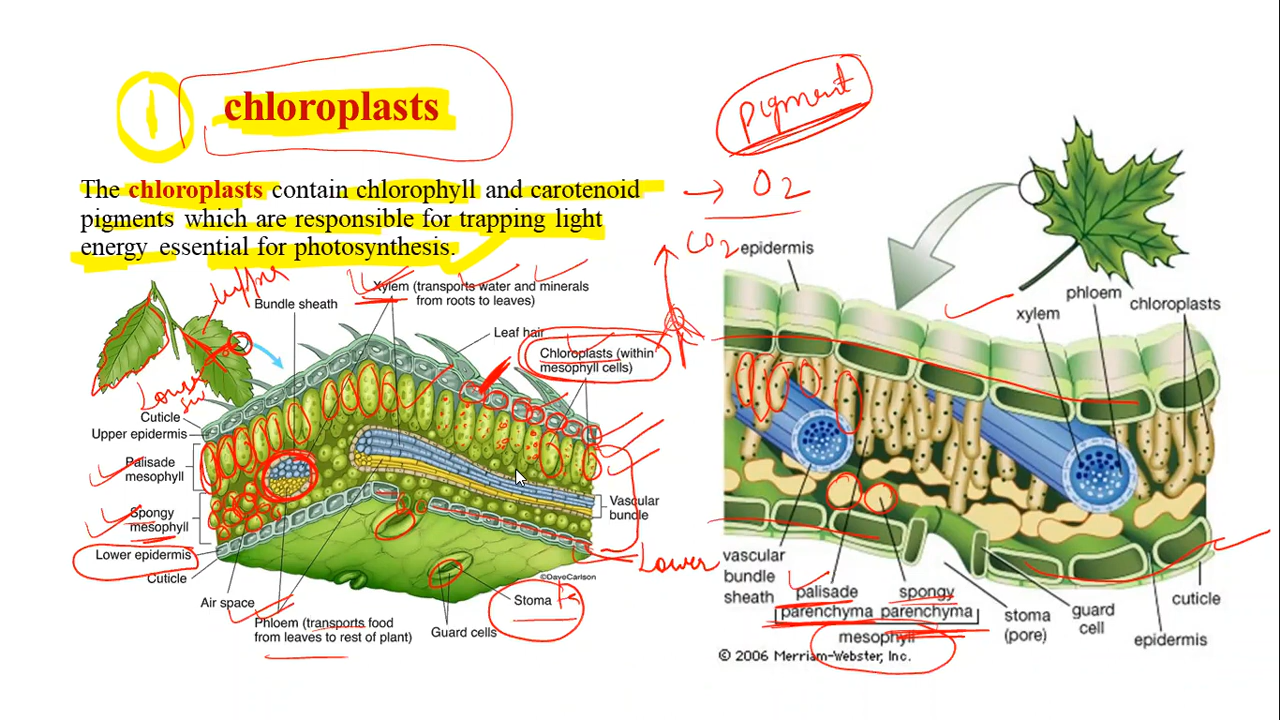 1
chloroplasts
The chloroplasts contain chlorophyll and carotenoid
pigments which are responsible for trapping light
energy essential for photosynthesis.
Pigment
→ O2
CO2
upper
Lower
Bundle sheath
Xylem (transports water and minerals
from roots to leaves)
Leaf hair
Chloroplasts (within
mesophyll cells)
Cuticle
Upper epidermis
Palisade
mesophyll
Spongy
mesophyll
Lower epidermis
Cuticle
Air space
Phloem (transports food
from leaves to rest of plant)
Guard cells
Stoma
©DaveCarlson
Vascular
bundle
Lower
epidermis
xylem
phloem
chloroplasts
vascular
bundle
sheath
palisade
parenchyma
spongy
parenchyma
mesophyll
stoma
(pore)
guard
cell
epidermis
cuticle
© 2006 Merriam-Webster, Inc.